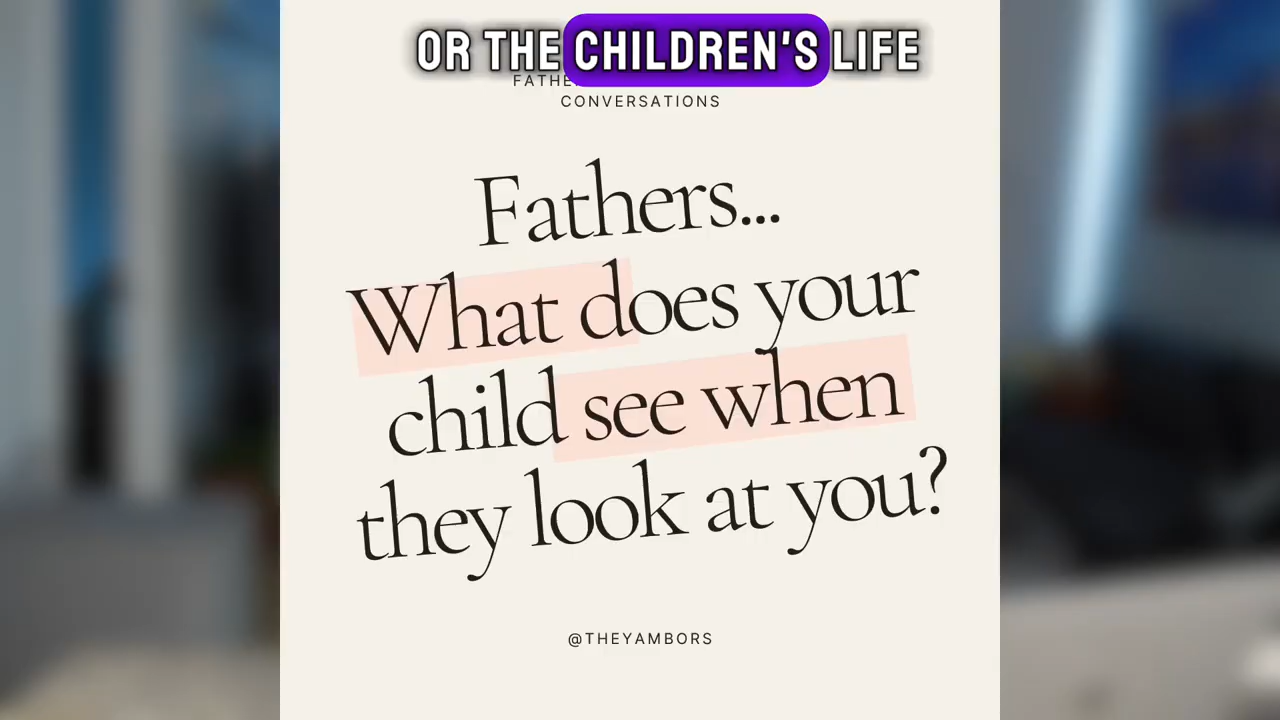 OR THE CHILDREN'S LIFE
CONVERSATIONS
Fathers...
What does your
child see when
they look at you?
@THEYAMBORS